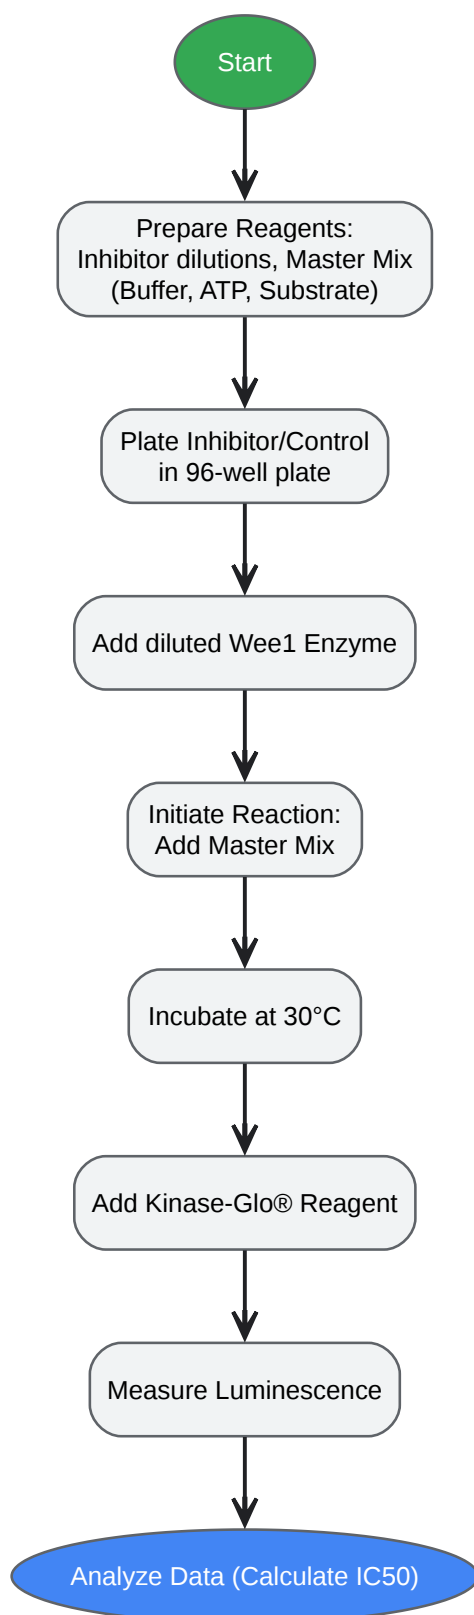 Start
Prepare Reagents:
Inhibitor dilutions, Master Mix
(Buffer, ATP, Substrate)
Plate Inhibitor/Control
in 96-well plate
Add diluted Wee1 Enzyme
Initiate Reaction:
Add Master Mix
Incubate at 30°C
Add Kinase-Glo® Reagent
Measure Luminescence
Analyze Data (Calculate IC50)